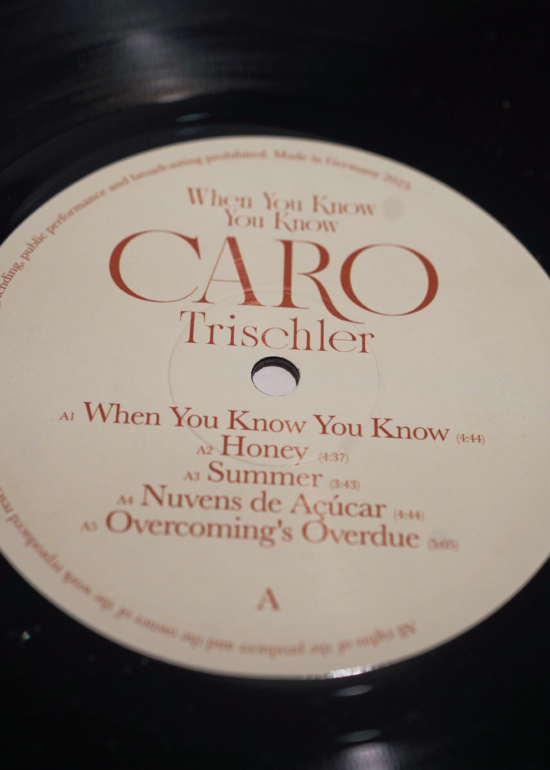 lending, public performance and broadcasting prohibited. Made in Germany 2023.
When You Know
You Know
CARO
Trischler
A1 When You Know You Know (4:44)
A2 Honey (4:37)
A3 Summer (3:43)
A4 Nuvens de Açúcar (4:44)
A5 Overcoming's Overdue (5:05)
A
All rights of the producer and the owner of the work reproduced